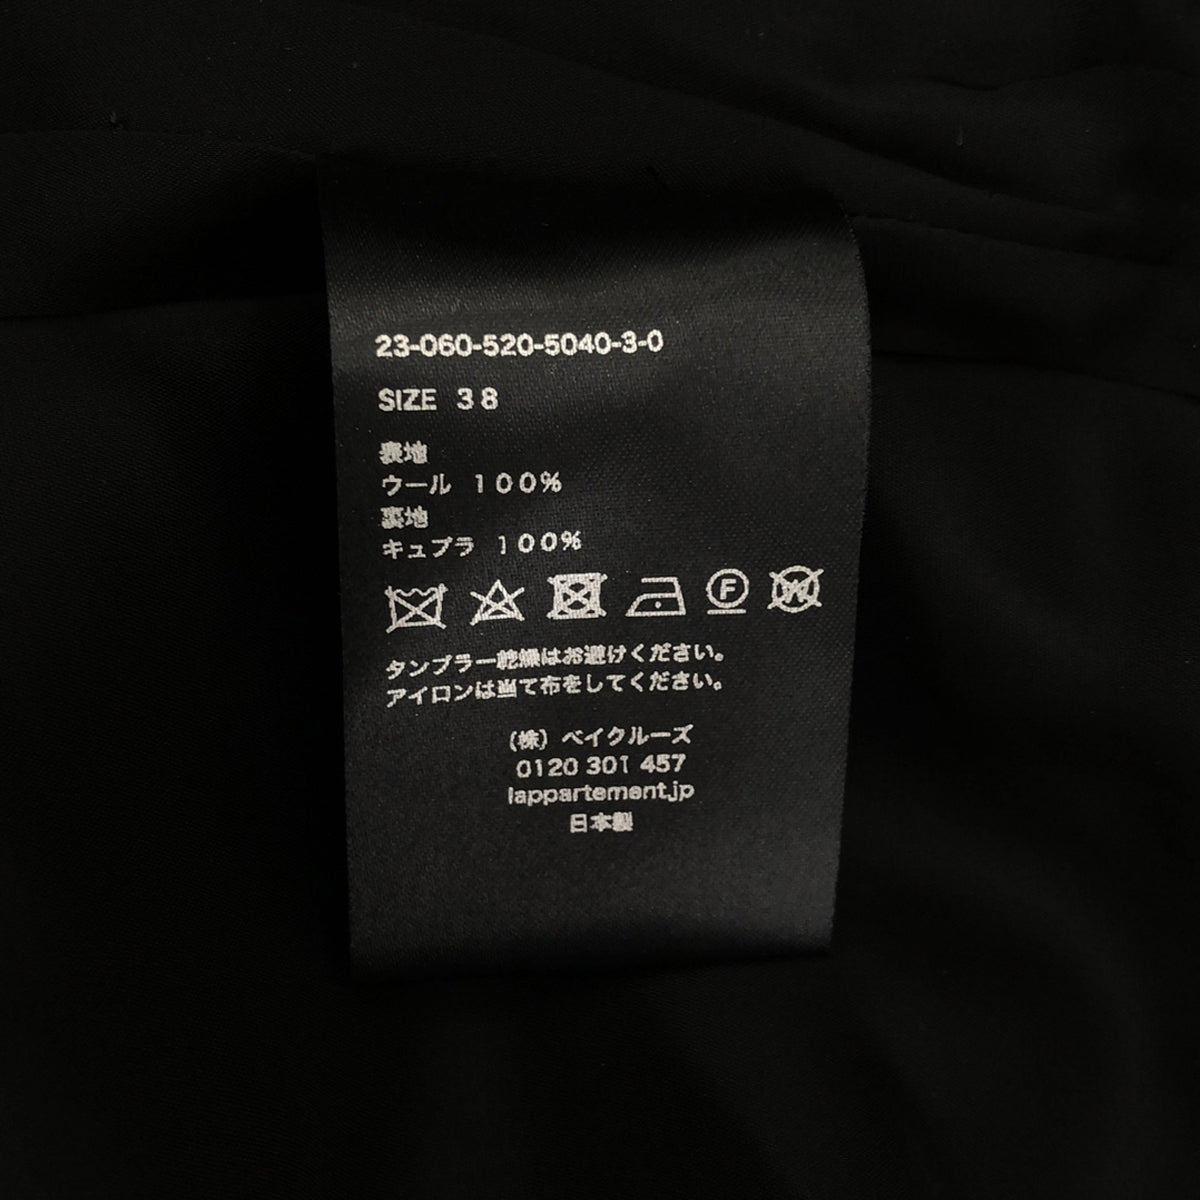 23-060-520-5040-3-0
SIZE 38
表地
ウール 100%
裏地
キュプラ 100%
F W
タンブラー乾燥はお避けください。
アイロンは当て布をしてください。
(株) ベイクルーズ
0120 301 457
lappartement.jp
日本製